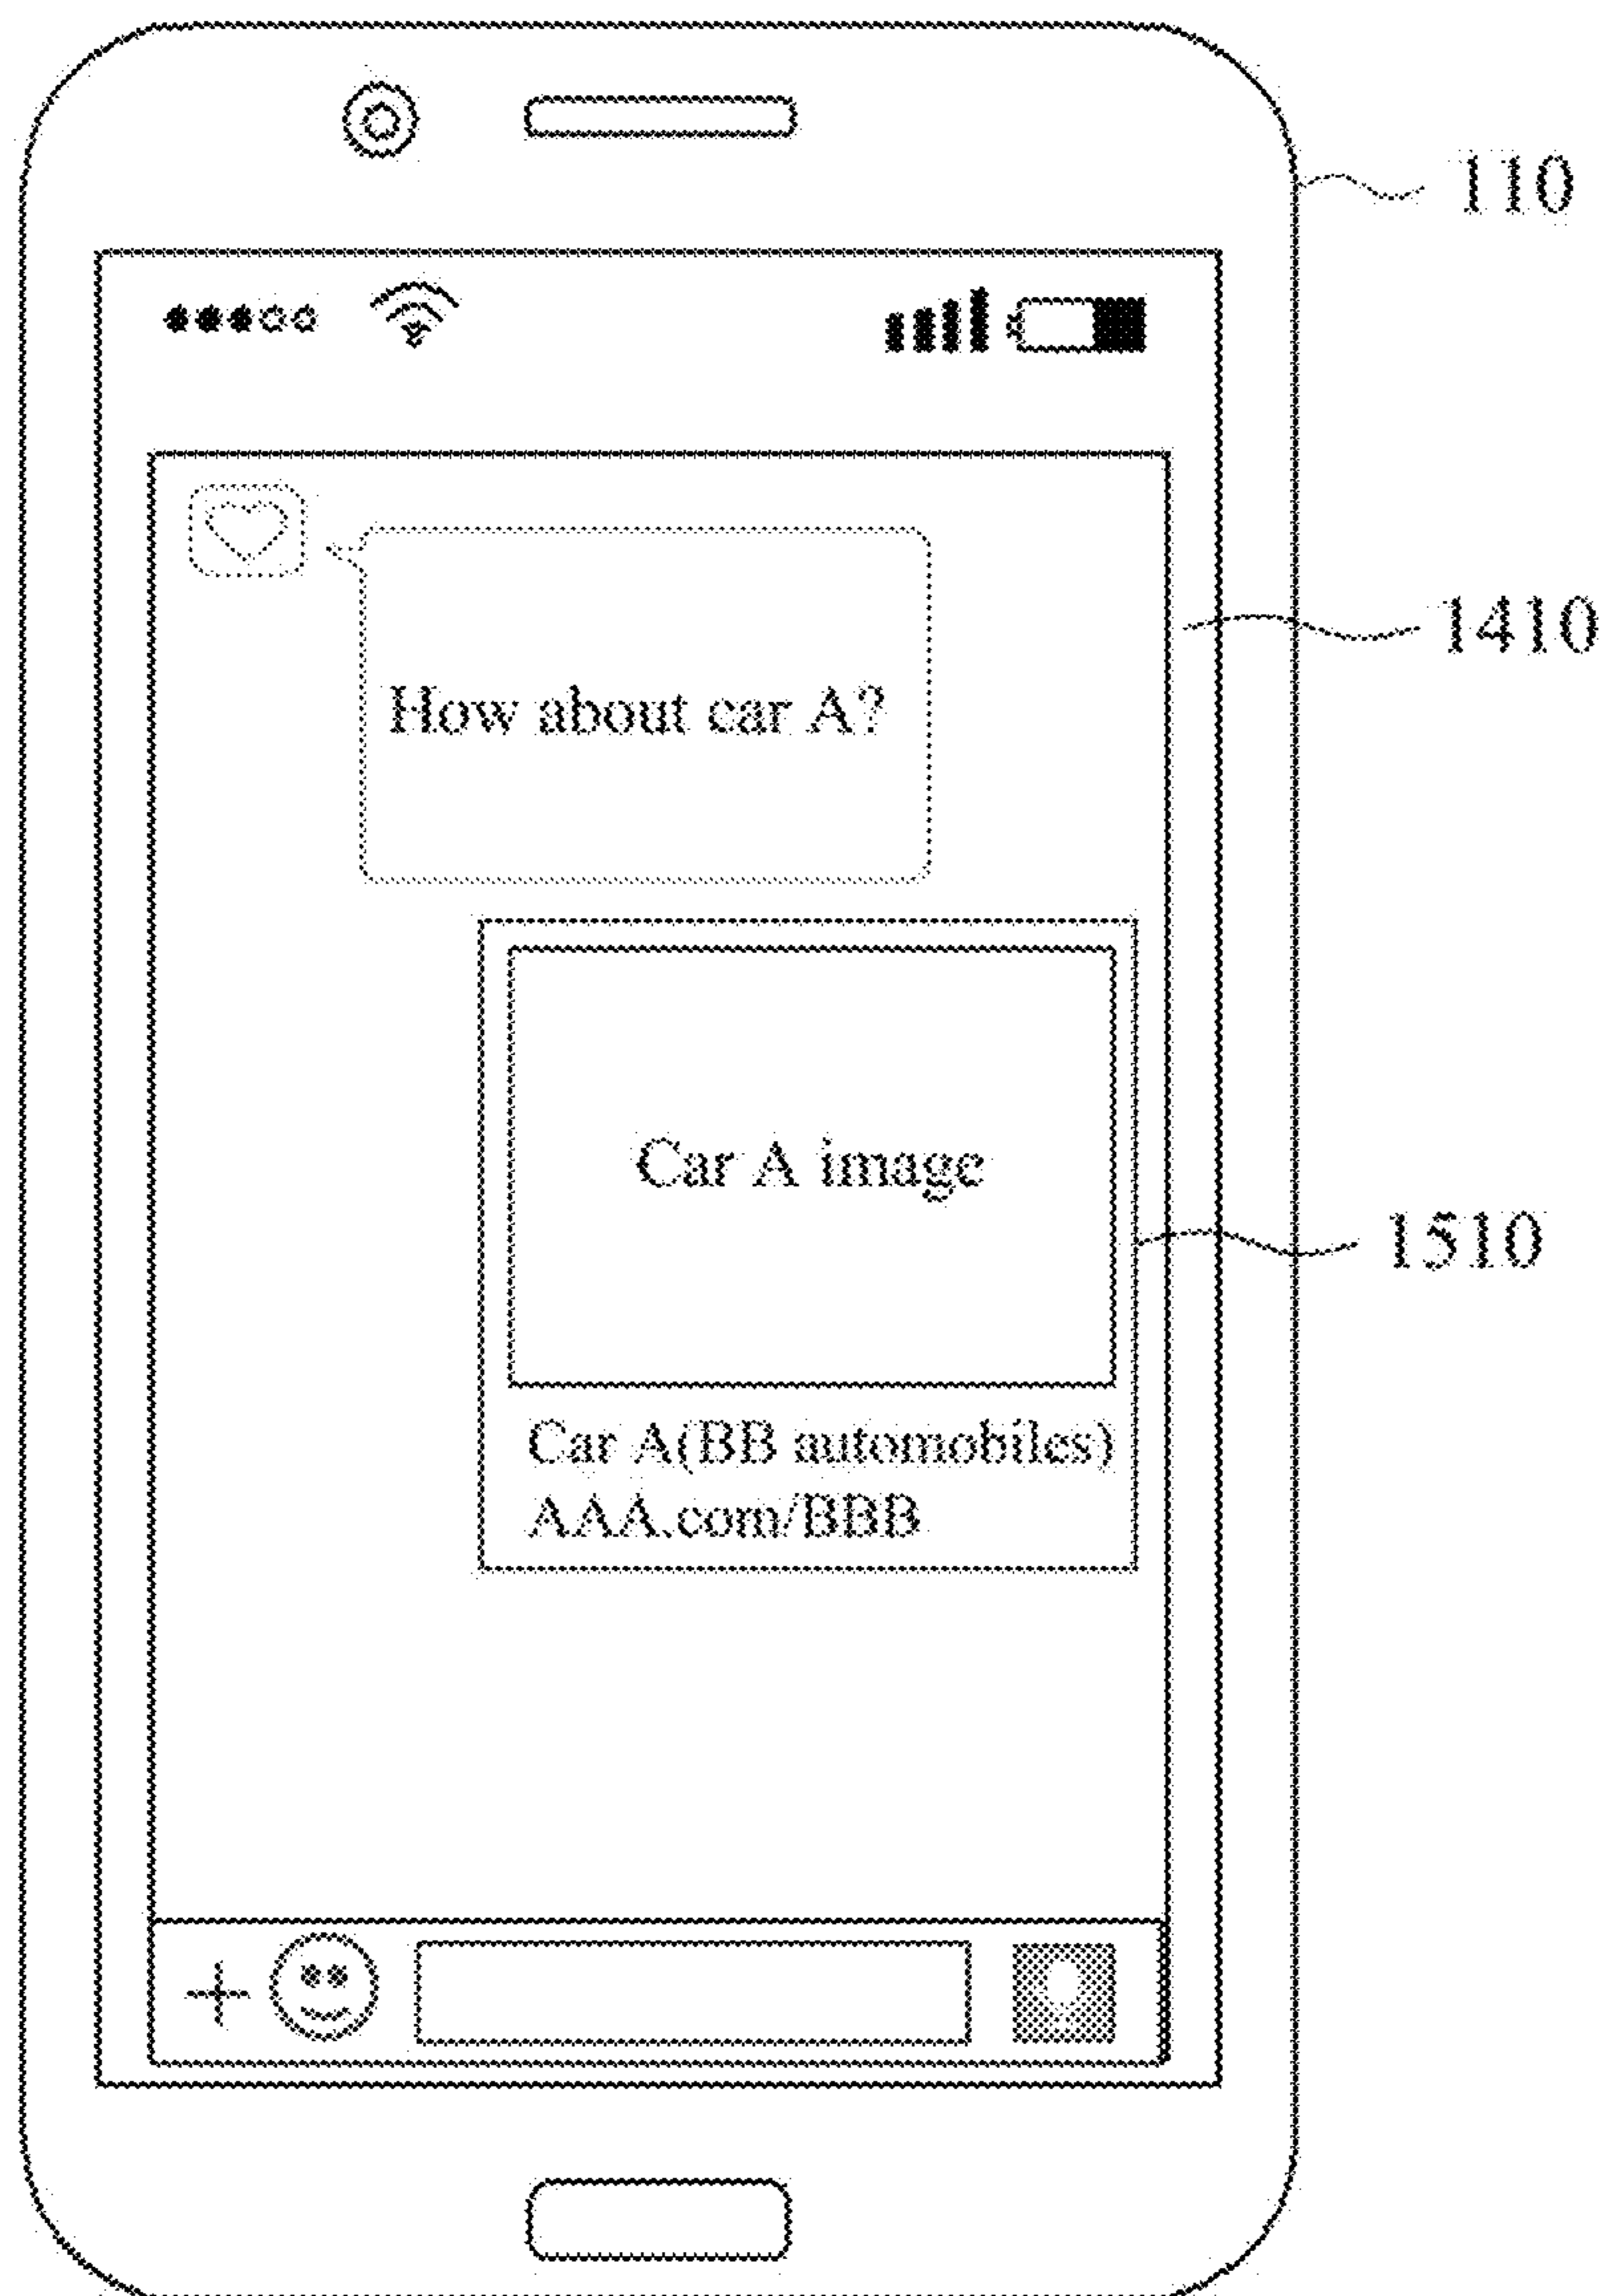 110
1410
How about car A?
Car A image
1510
Car A(BB automobiles)
AAA.com/BBB